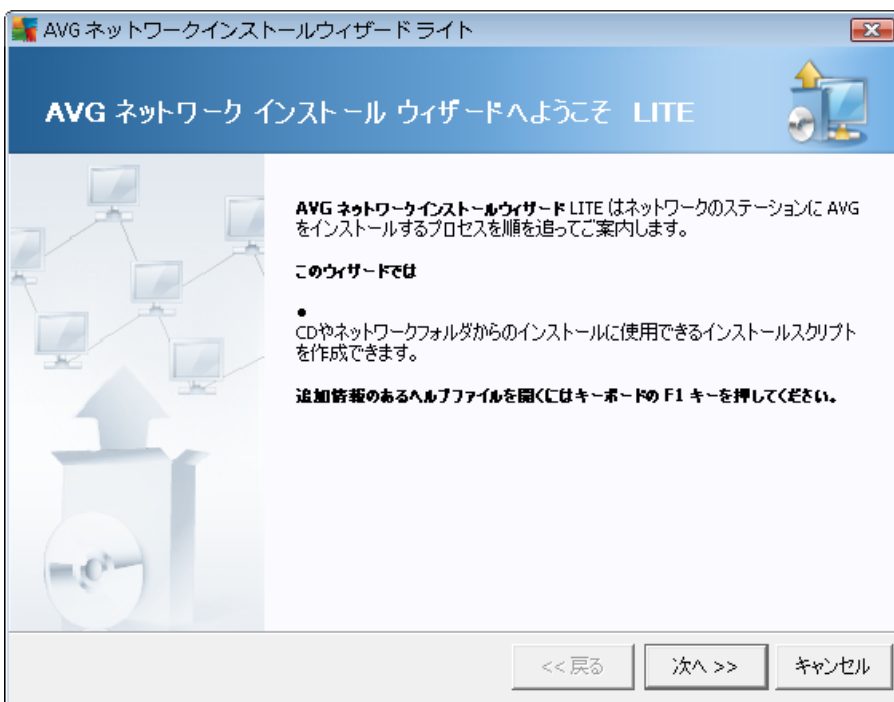 AVG ネットワークインストールウィザード ライト
AVG ネットワーク インストール ウィザードへようこそ LITE
AVG ネットワークインストールウィザード LITE はネットワークのステーションに AVG
をインストールするプロセスを順を追ってご案内します。
このウィザードでは
●
CDやネットワークフォルダからのインストールに使用できるインストールスクリプト
を作成できます。
追加情報のあるヘルプファイルを開くにはキーボードの F1 キーを押してください。
<< 戻る
次へ >>
キャンセル